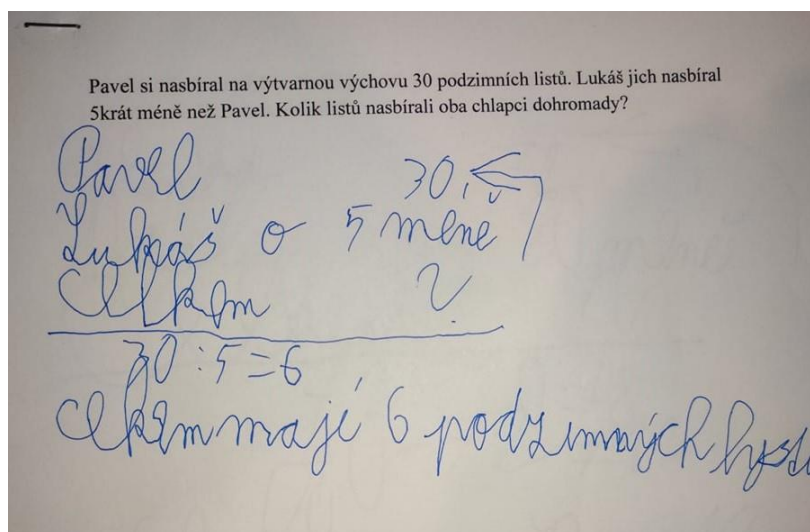 Pavel si nasbíral na výtvarnou výchovu 30 podzimních listů. Lukáš jich nasbíral
5krát méně než Pavel. Kolik listů nasbírali oba chlapci dohromady?
Pavel 30
Lukáš o 5 méně
Celkem ?
30 : 5 = 6
Celkem mají 6 podzimných